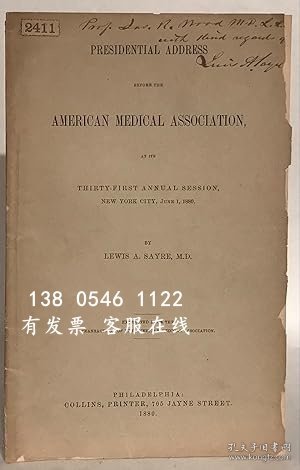 2411
Prof. Jas. R. Wood M.D. L.L.
with kind regards of
Lewis A Sayre
PRESIDENTIAL ADDRESS
BEFORE THE
AMERICAN MEDICAL ASSOCIATION,
AT ITS
THIRTY-FIRST ANNUAL SESSION,
NEW YORK CITY, JUNE 1, 1880.
BY
LEWIS A. SAYRE, M.D.
138 0546 1122
有发票 客服在线
PHILADELPHIA:
COLLINS, PRINTER, 705 JAYNE STREET.
1880.